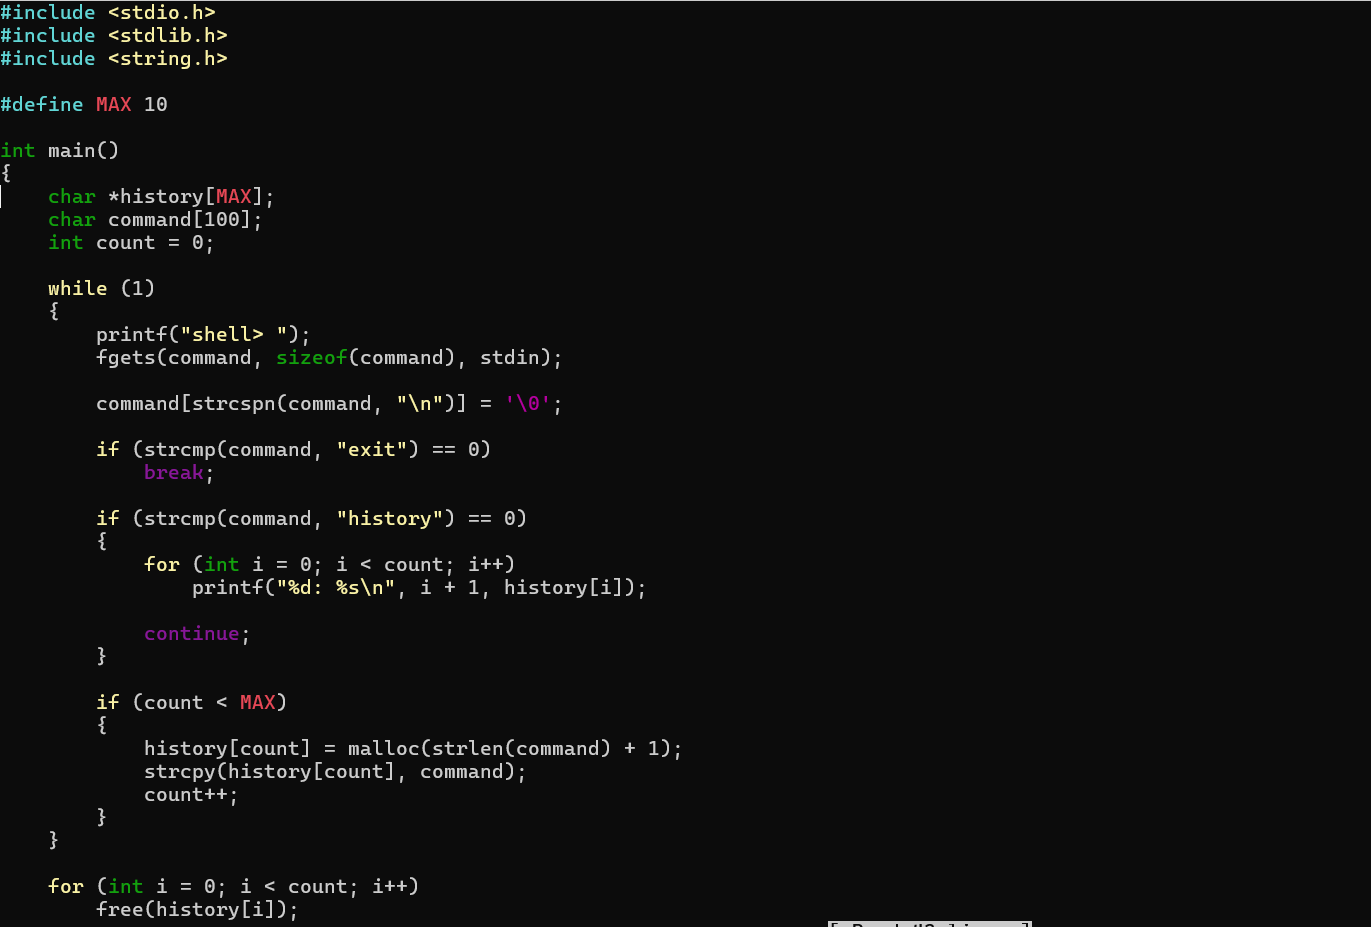 #include <stdio.h>
#include <stdlib.h>
#include <string.h>

#define MAX 10

int main()
{
    char *history[MAX];
    char command[100];
    int count = 0;

    while (1)
    {
        printf("shell> ");
        fgets(command, sizeof(command), stdin);

        command[strcspn(command, "\n")] = '\0';

        if (strcmp(command, "exit") == 0)
            break;

        if (strcmp(command, "history") == 0)
        {
            for (int i = 0; i < count; i++)
                printf("%d: %s\n", i + 1, history[i]);

            continue;
        }

        if (count < MAX)
        {
            history[count] = malloc(strlen(command) + 1);
            strcpy(history[count], command);
            count++;
        }
    }

    for (int i = 0; i < count; i++)
        free(history[i]);